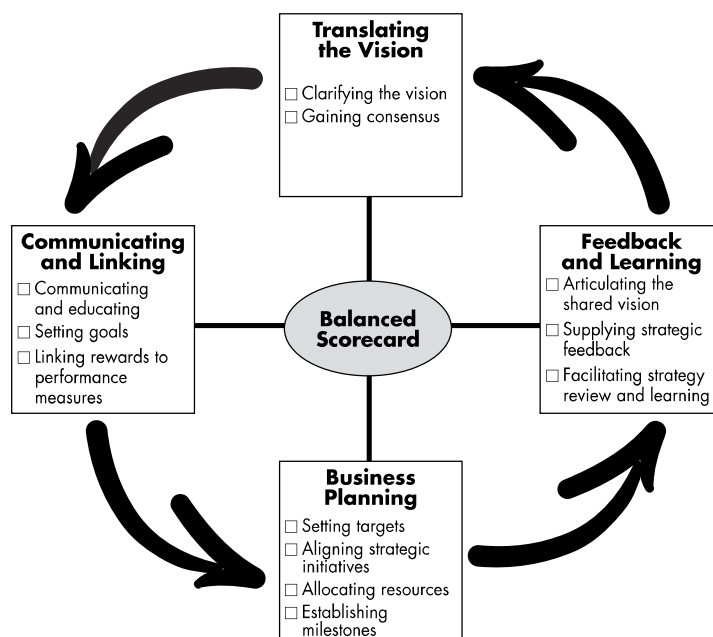 Translating
the Vision
☐ Clarifying the vision
☐ Gaining consensus
Communicating
and Linking
☐ Communicating
and educating
☐ Setting goals
☐ Linking rewards to
performance
measures
Balanced
Scorecard
Feedback
and Learning
☐ Articulating the
shared vision
☐ Supplying strategic
feedback
☐ Facilitating strategy
review and learning
Business
Planning
☐ Setting targets
☐ Aligning strategic
initiatives
☐ Allocating resources
☐ Establishing
milestones